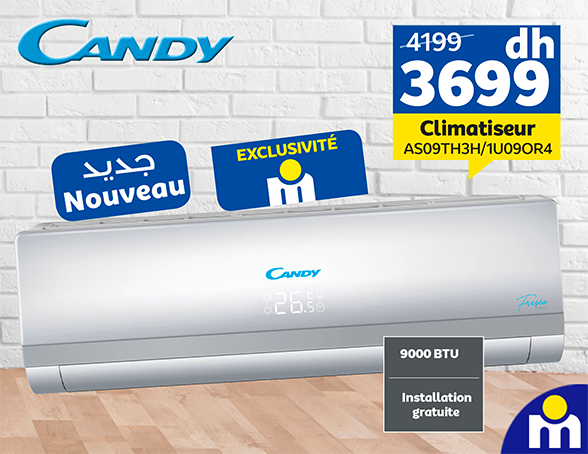 CANDY
4199 dh
3699
Climatiseur
AS09TH3H/1U09OR4
جديد
Nouveau
EXCLUSIVITÉ
m
CANDY
26.5
Fresco
9000 BTU
Installation
gratuite
m